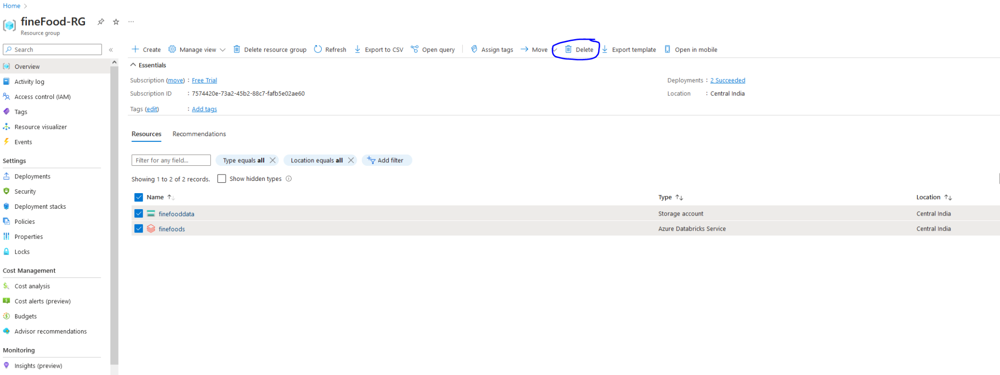 Home >
fineFood-RG ...
Resource group
Search «
Create Manage view Delete resource group Refresh Export to CSV Open query Assign tags Move Delete Export template Open in mobile
Overview
Activity log
Access control (IAM)
Tags
Resource visualizer
Events
Settings
Deployments
Security
Deployment stacks
Policies
Properties
Locks
Cost Management
Cost analysis
Cost alerts (preview)
Budgets
Advisor recommendations
Monitoring
Insights (preview)
Essentials
Subscription (move) : Free Trial
Subscription ID : 7574420e-73a2-45b2-88c7-fafb5e02ae60
Tags (edit) : Add tags
Deployments : 2 Succeeded
Location : Central India
Resources Recommendations
Filter for any field... Type equals all Location equals all Add filter
Showing 1 to 2 of 2 records. Show hidden types
Name ↑↓ Type ↑↓ Location ↑↓
finefooddata Storage account Central India
finefoods Azure Databricks Service Central India